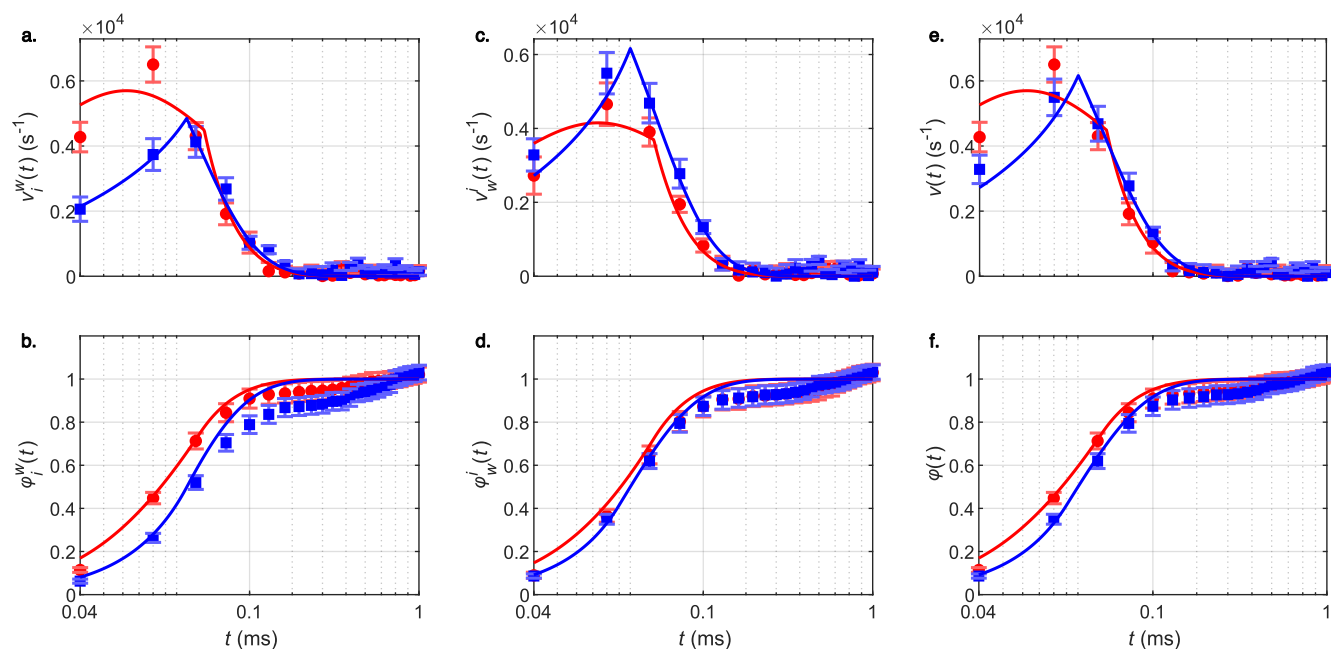 a.
×10⁴
0.6
0.4
0.2
0
v_i^w(t) (s⁻¹)
c.
×10⁴
0.6
0.4
0.2
0
v_w^i(t) (s⁻¹)
e.
×10⁴
0.6
0.4
0.2
0
v(t) (s⁻¹)
b.
1
0.8
0.6
0.4
0.2
0
φ_i^w(t)
0.04
0.1
1
t (ms)
d.
1
0.8
0.6
0.4
0.2
0
φ_w^i(t)
0.04
0.1
1
t (ms)
f.
1
0.8
0.6
0.4
0.2
0
φ(t)
0.04
0.1
1
t (ms)